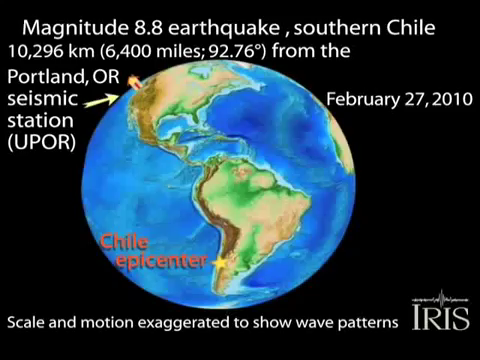 Magnitude 8.8 earthquake , southern Chile
10,296 km (6,400 miles; 92.76°) from the
Portland, OR
seismic
station
(UPOR)
February 27, 2010
Chile
epicenter
Scale and motion exaggerated to show wave patterns
IRIS